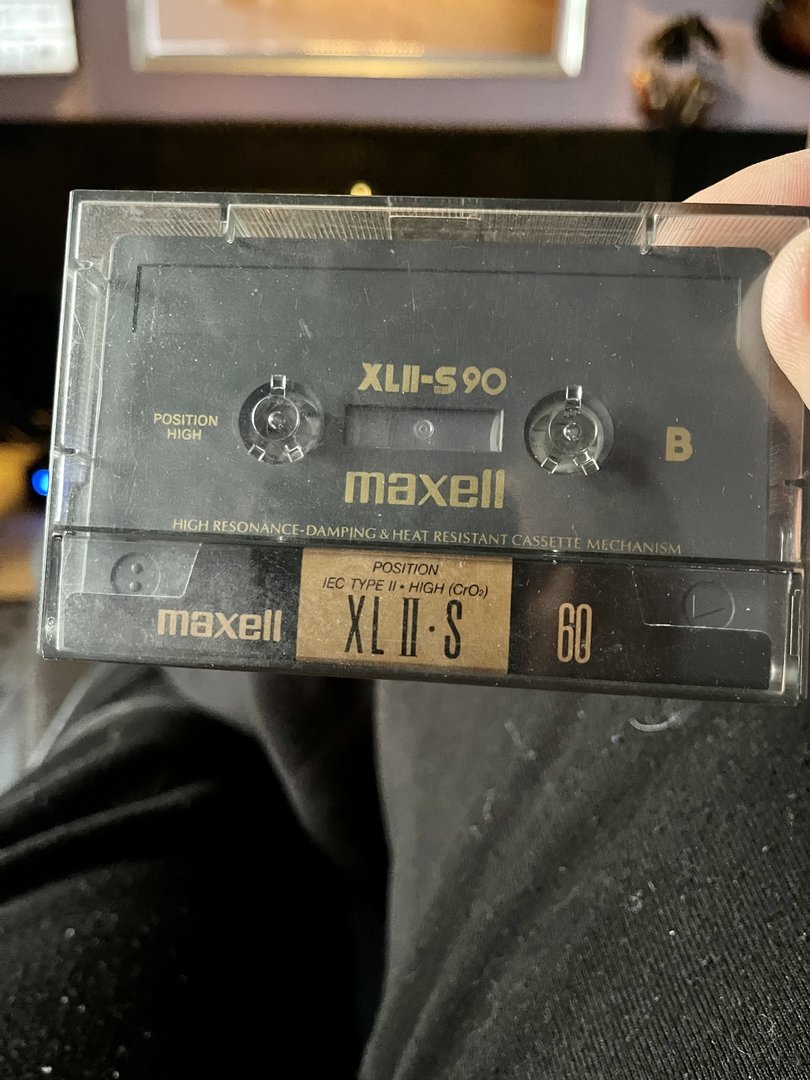 XLII-S 90
POSITION
HIGH
B
maxell
HIGH RESONANCE-DAMPING & HEAT RESISTANT CASSETTE MECHANISM
POSITION
IEC TYPE II • HIGH (CrO₂)
maxell
XL II·S
60